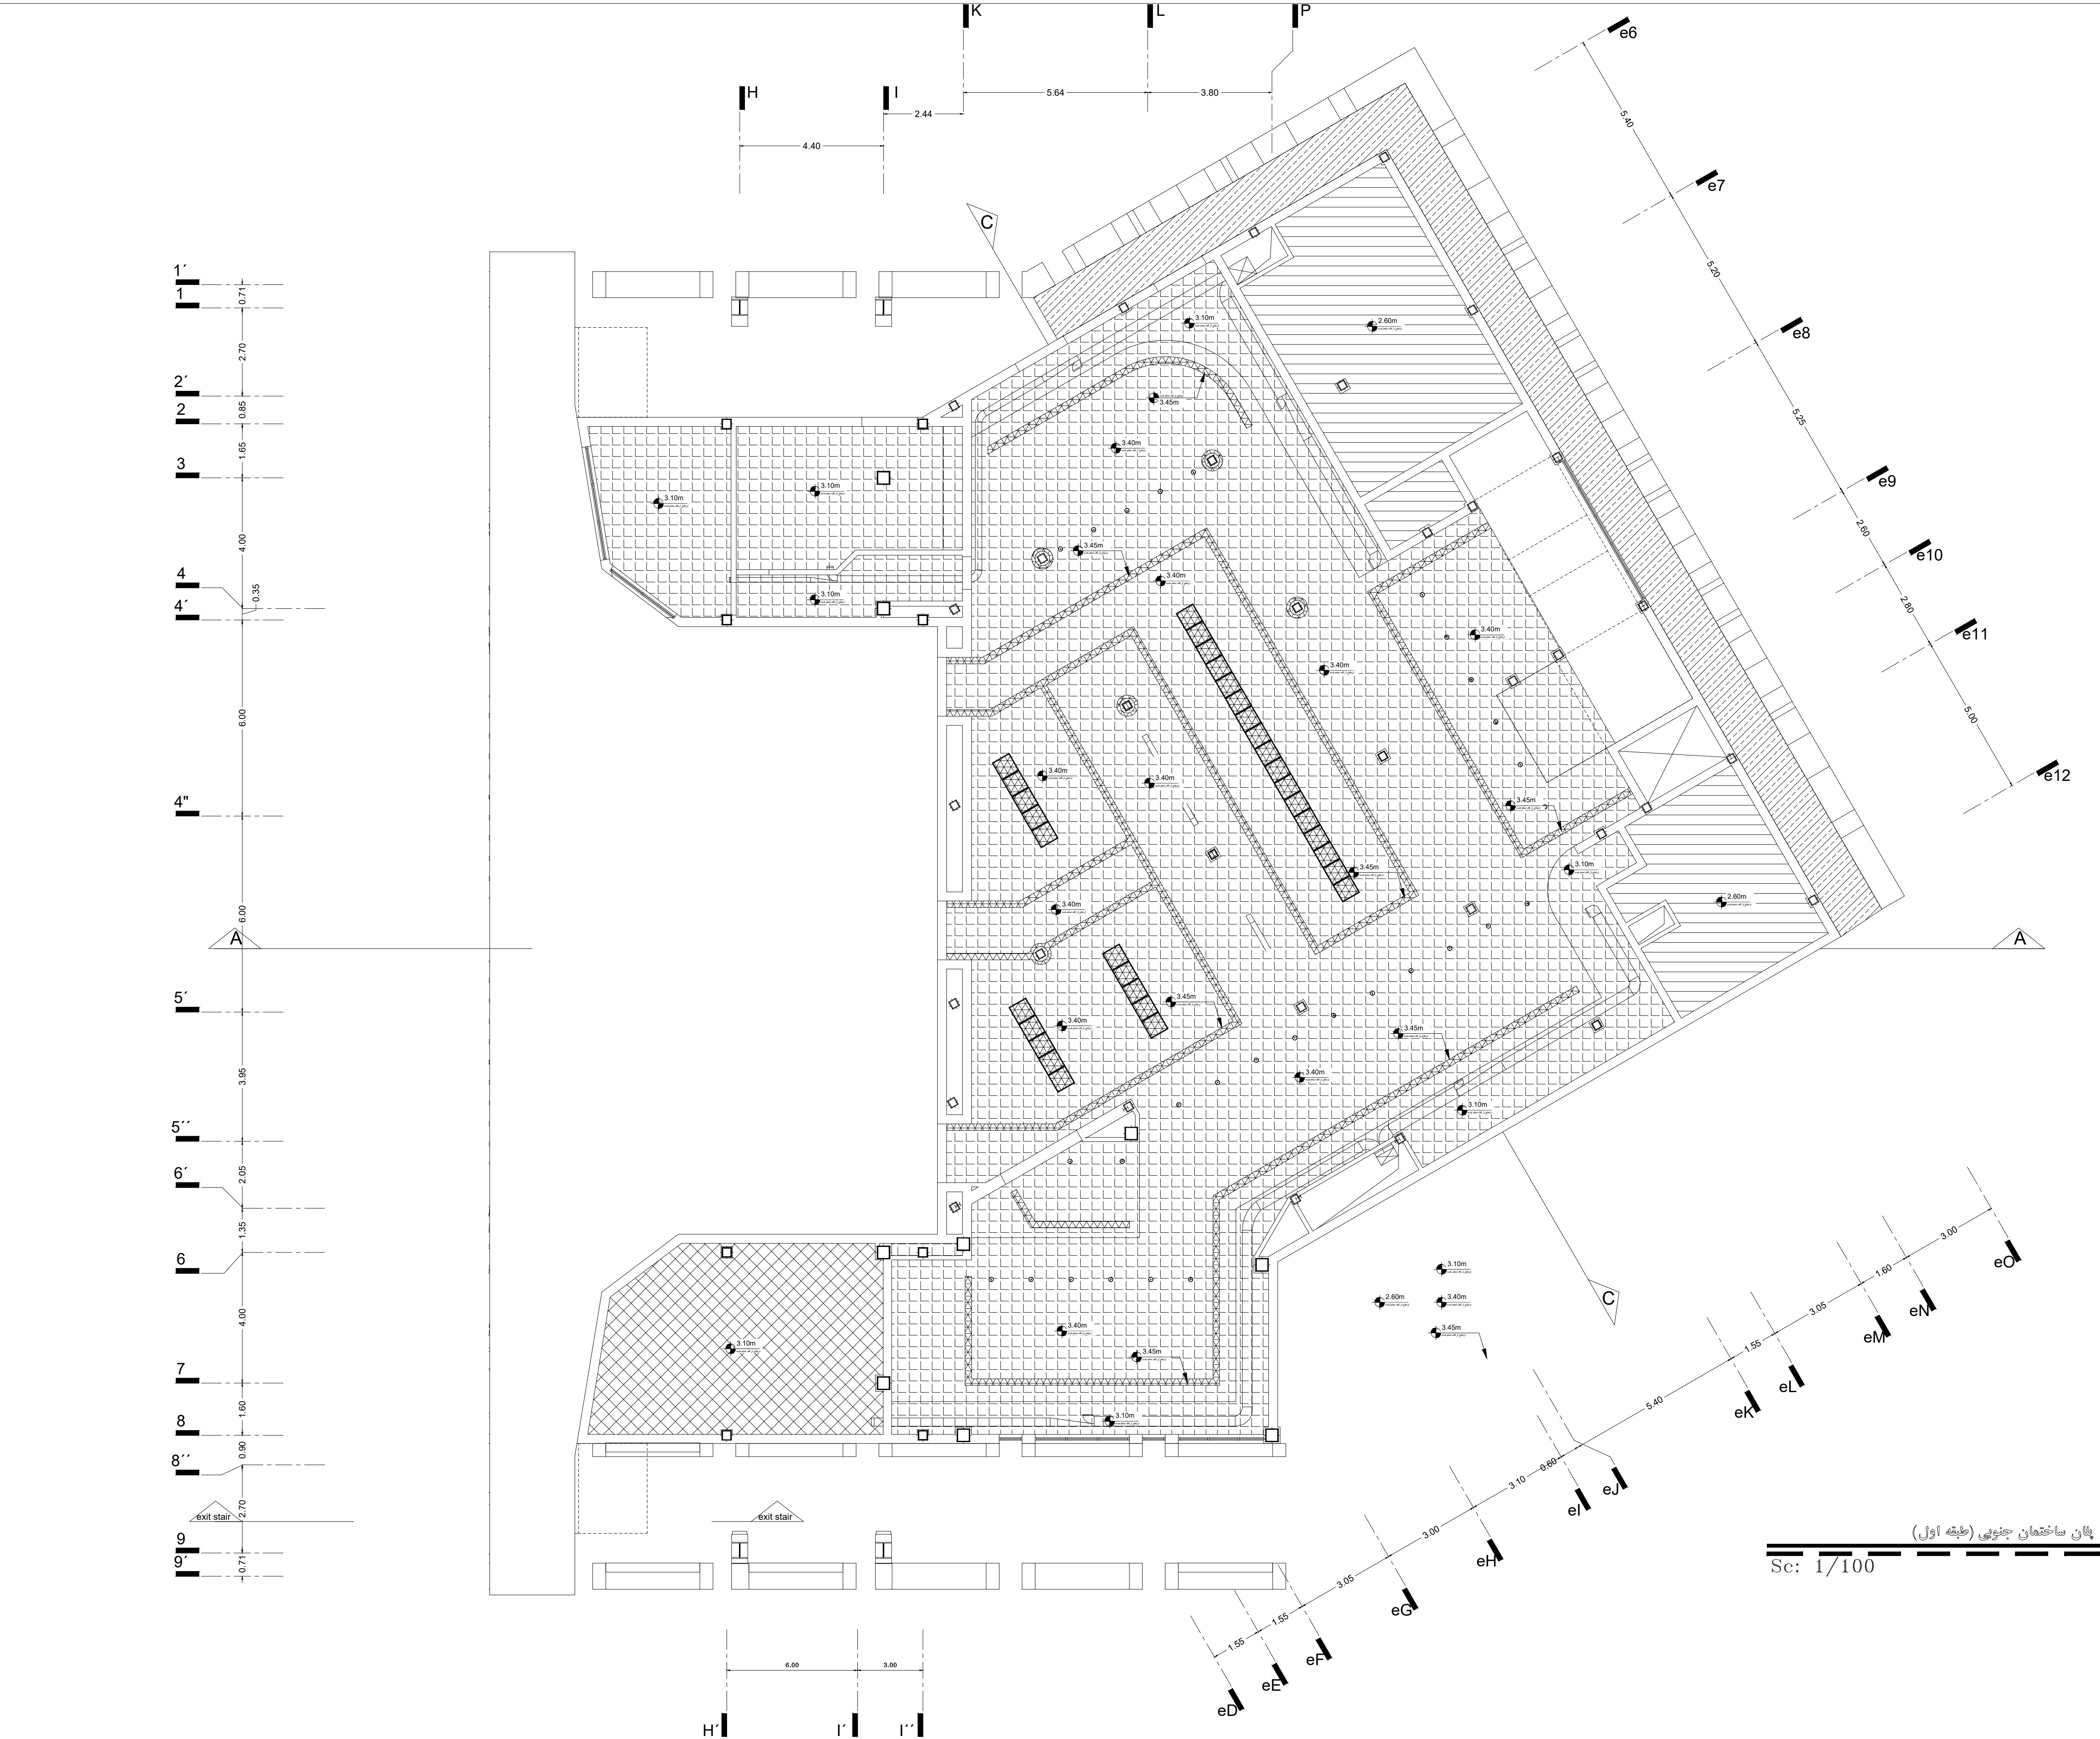 K
L
P
e6
H
I
5.64
3.80
2.44
4.40
5.40
e7
C
5.20
1´
0.71
1
2.70
e8
2´
0.85
2
1.65
3
4.00
4
0.35
4´
6.00
4"
6.00
A
5´
3.95
5´´
2.05
6´
1.35
6
4.00
7
1.60
8
0.90
8´´
2.70
exit stair
exit stair
9
0.71
9´
3.10m
2.60m
3.45m
3.40m
3.10m
3.10m
3.45m
3.40m
3.10m
3.40m
3.40m
3.40m
3.40m
3.45m
3.45m
3.10m
3.40m
2.60m
3.45m
3.40m
3.45m
3.40m
3.10m
3.40m
3.10m
3.45m
3.10m
5.25
e9
2.60
e10
2.80
e11
5.00
e12
A
3.10m
2.60m
3.40m
3.45m
C
3.00
eO
1.60
eN
3.05
eM
1.55
eL
eK
5.40
eJ
0.60
eI
3.10
eH
3.00
eG
3.05
eF
1.55
eE
1.55
eD
6.00
3.00
H´
I´
I´´
پلان ساختمان جنوبی (طبقه اول)
Sc: 1/100